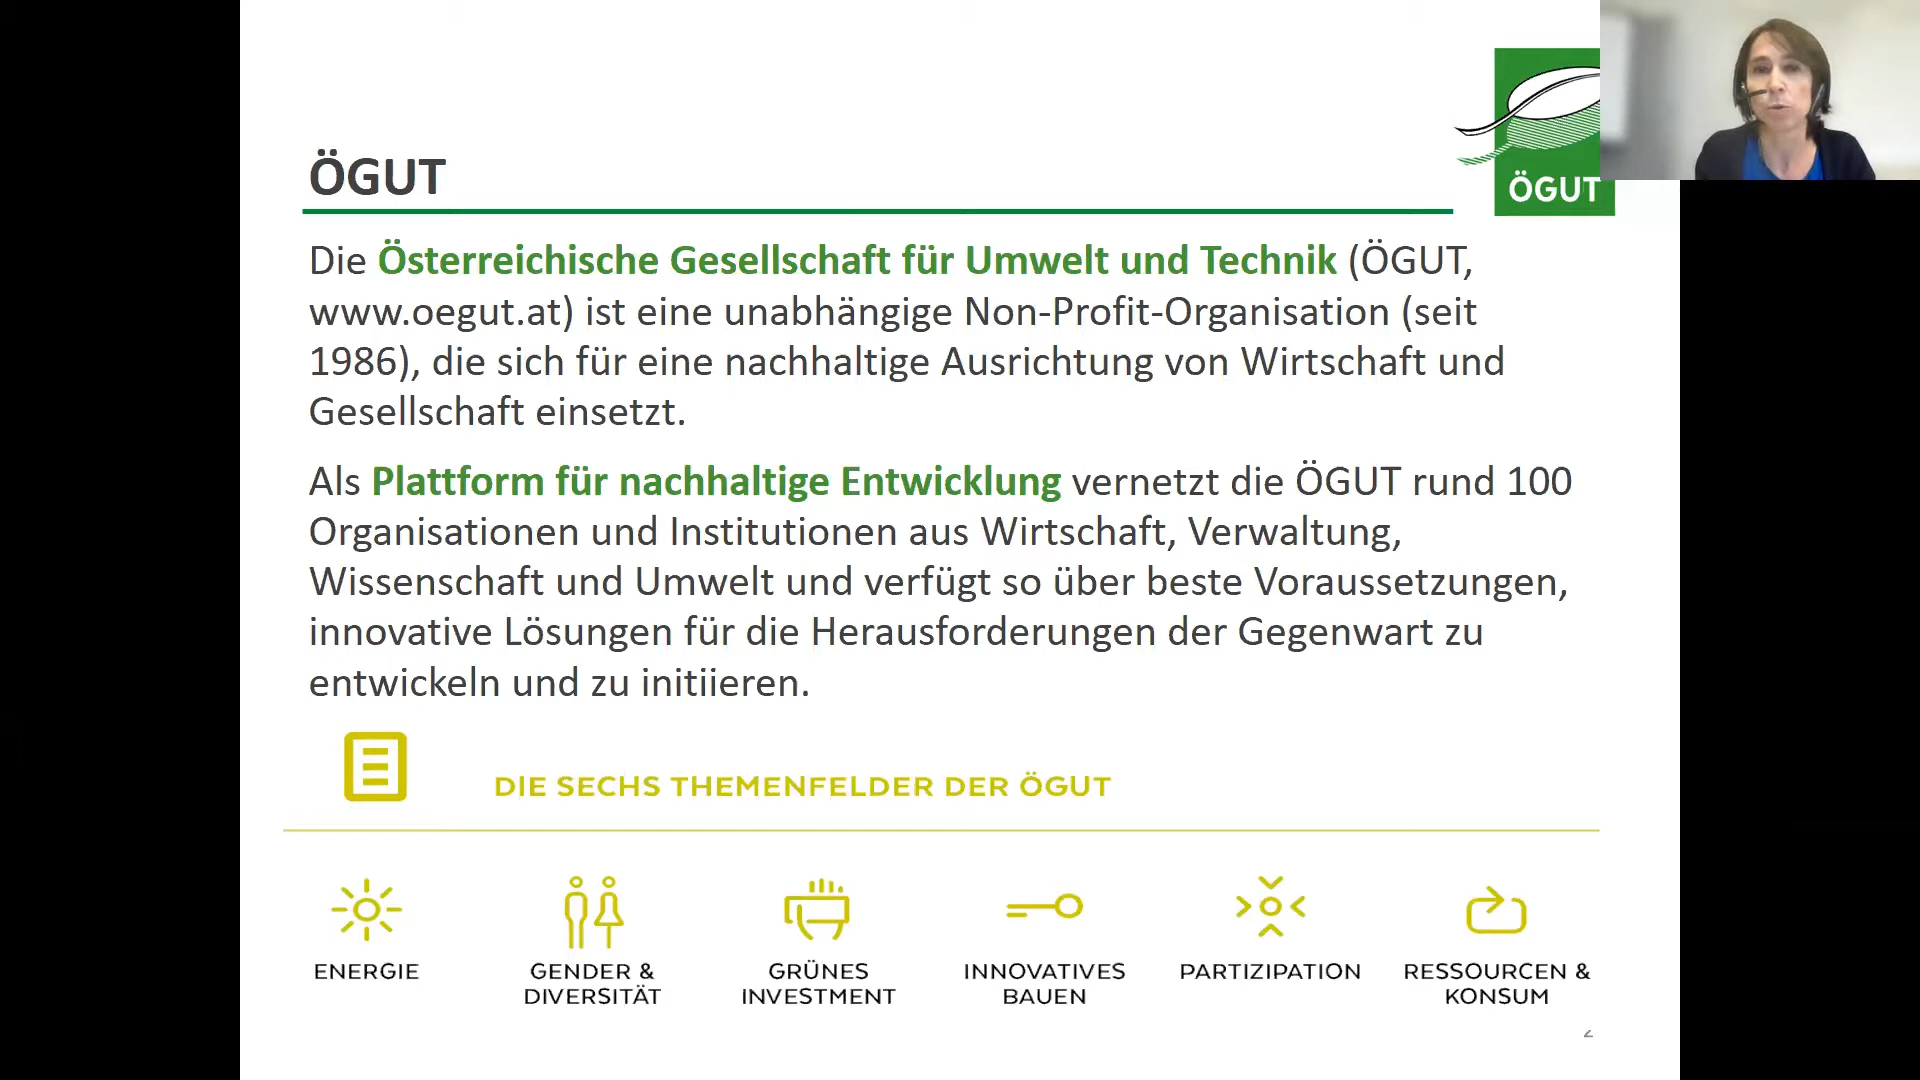 ÖGUT
ÖGUT
Die Österreichische Gesellschaft für Umwelt und Technik (ÖGUT,
www.oegut.at) ist eine unabhängige Non-Profit-Organisation (seit
1986), die sich für eine nachhaltige Ausrichtung von Wirtschaft und
Gesellschaft einsetzt.
Als Plattform für nachhaltige Entwicklung vernetzt die ÖGUT rund 100
Organisationen und Institutionen aus Wirtschaft, Verwaltung,
Wissenschaft und Umwelt und verfügt so über beste Voraussetzungen,
innovative Lösungen für die Herausforderungen der Gegenwart zu
entwickeln und zu initiieren.
DIE SECHS THEMENFELDER DER ÖGUT
ENERGIE
GENDER &
DIVERSITÄT
GRÜNES
INVESTMENT
INNOVATIVES
BAUEN
PARTIZIPATION
RESSOURCEN &
KONSUM
2